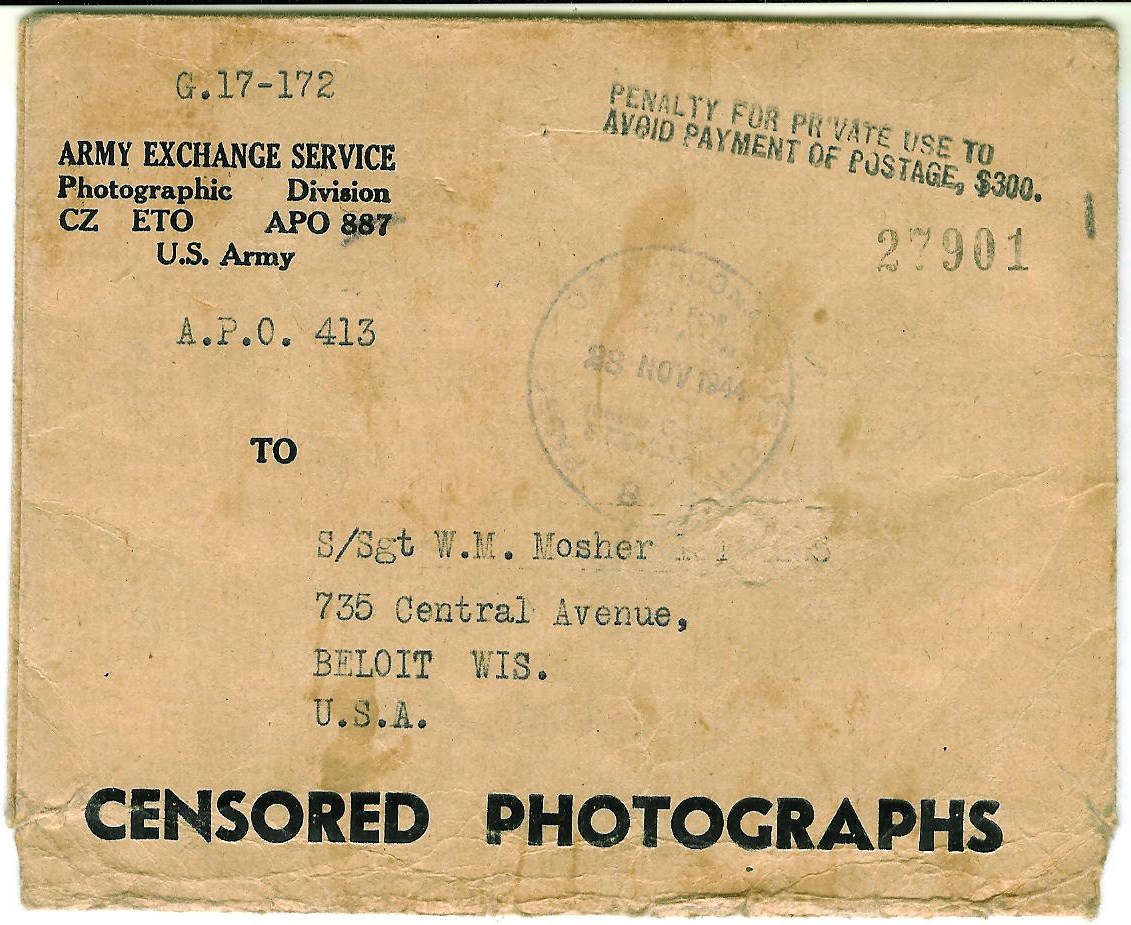 G.17-172
PENALTY FOR PRIVATE USE TO
AVOID PAYMENT OF POSTAGE, $300.
ARMY EXCHANGE SERVICE
Photographic Division
CZ ETO APO 887
U.S. Army
27901
A.P.O. 413
23 NOV 1944
8
TO
S/Sgt W.M. Mosher
735 Central Avenue,
BELOIT WIS.
U.S.A.
CENSORED PHOTOGRAPHS